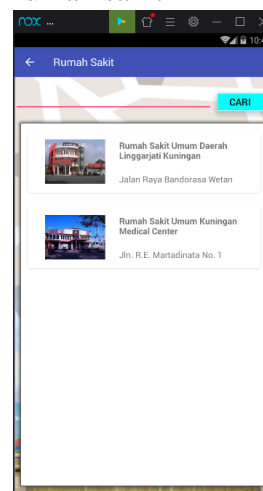 nox ...
10:4
Rumah Sakit
CARI
Rumah Sakit Umum Daerah
Linggarjati Kuningan
Jalan Raya Bandorasa Wetan
Rumah Sakit Umum Kuningan
Medical Center
Jln. R.E. Martadinata No. 1